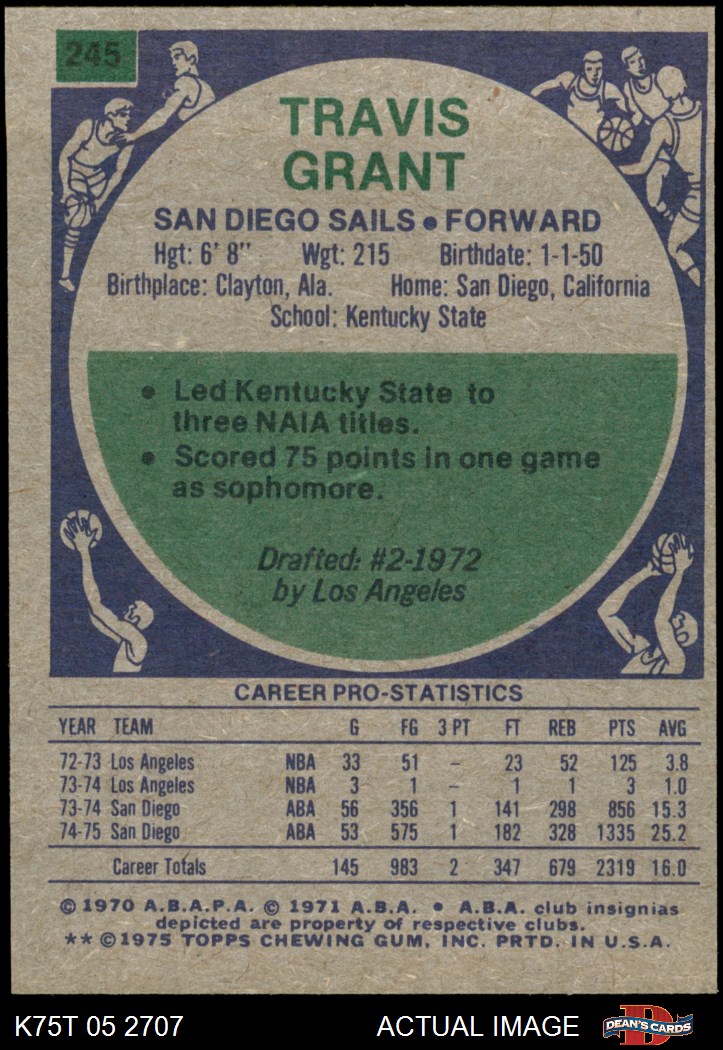 245
TRAVIS
GRANT
SAN DIEGO SAILS • FORWARD
Hgt: 6' 8" Wgt: 215 Birthdate: 1-1-50
Birthplace: Clayton, Ala. Home: San Diego, California
School: Kentucky State
• Led Kentucky State to
three NAIA titles.
• Scored 75 points in one game
as sophomore.
Drafted: #2-1972
by Los Angeles
CAREER PRO-STATISTICS
YEAR TEAM G FG 3 PT FT REB PTS AVG
72-73 Los Angeles NBA 33 51 – 23 52 125 3.8
73-74 Los Angeles NBA 3 1 – 1 1 3 1.0
73-74 San Diego ABA 56 356 1 141 298 856 15.3
74-75 San Diego ABA 53 575 1 182 328 1335 25.2
Career Totals 145 983 2 347 679 2319 16.0
© 1970 A.B.A.P.A. © 1971 A.B.A. • A.B.A. club insignias
depicted are property of respective clubs.
** © 1975 TOPPS CHEWING GUM, INC. PRTD. IN U.S.A.
K75T 05 2707 ACTUAL IMAGE D DEAN'S CARDS